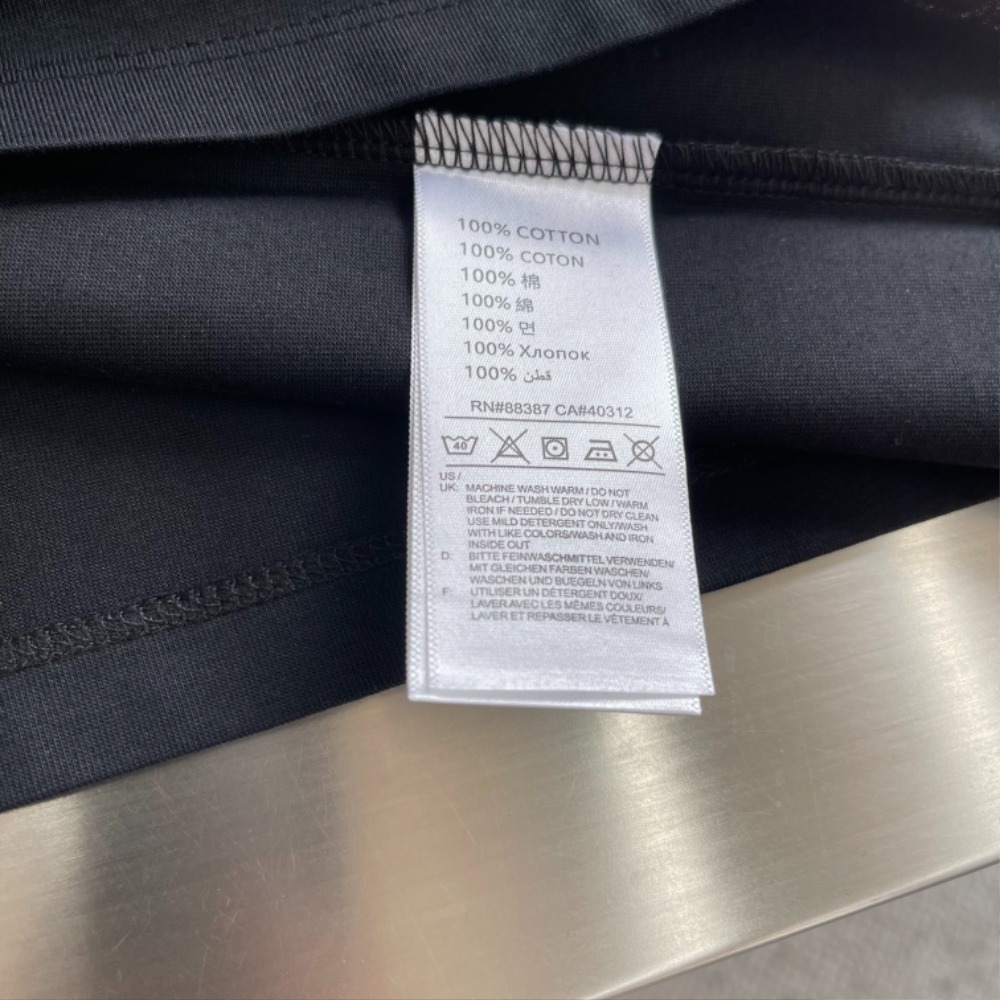 100% COTTON
100% COTON
100% 棉
100% 綿
100% 면
100% Хлопок
100% قطن
RN#88387 CA#40312
40
US /
UK: MACHINE WASH WARM / DO NOT
BLEACH / TUMBLE DRY LOW / WARM
IRON IF NEEDED / DO NOT DRY CLEAN
USE MILD DETERGENT ONLY/WASH
WITH LIKE COLORS/WASH AND IRON
INSIDE OUT
D: BITTE FEINWASCHMITTEL VERWENDEN/
MIT GLEICHEN FARBEN WASCHEN/
WASCHEN UND BUEGELN VON LINKS
F: UTILISER UN DÉTERGENT DOUX/
LAVER AVEC LES MÊMES COULEURS/
LAVER ET REPASSER LE VÊTEMENT À